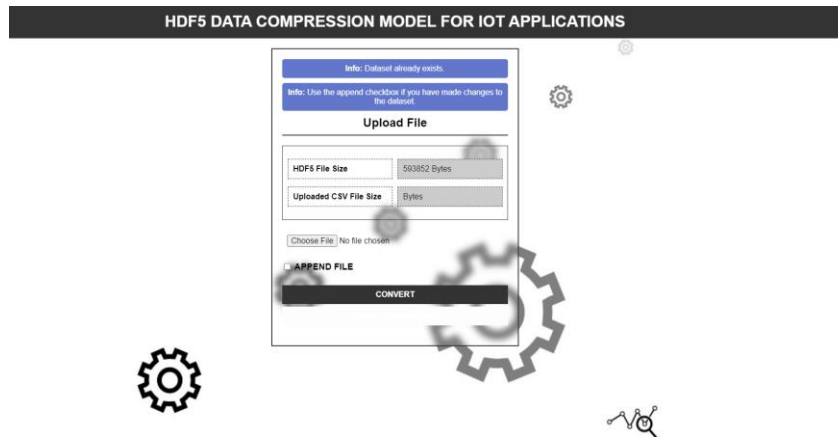 HDF5 DATA COMPRESSION MODEL FOR IOT APPLICATIONS
Info: Dataset already exists.
Info: Use the append checkbox if you have made changes to
the dataset.
Upload File
HDF5 File Size 593852 Bytes
Uploaded CSV File Size Bytes
Choose File No file chosen
APPEND FILE
CONVERT